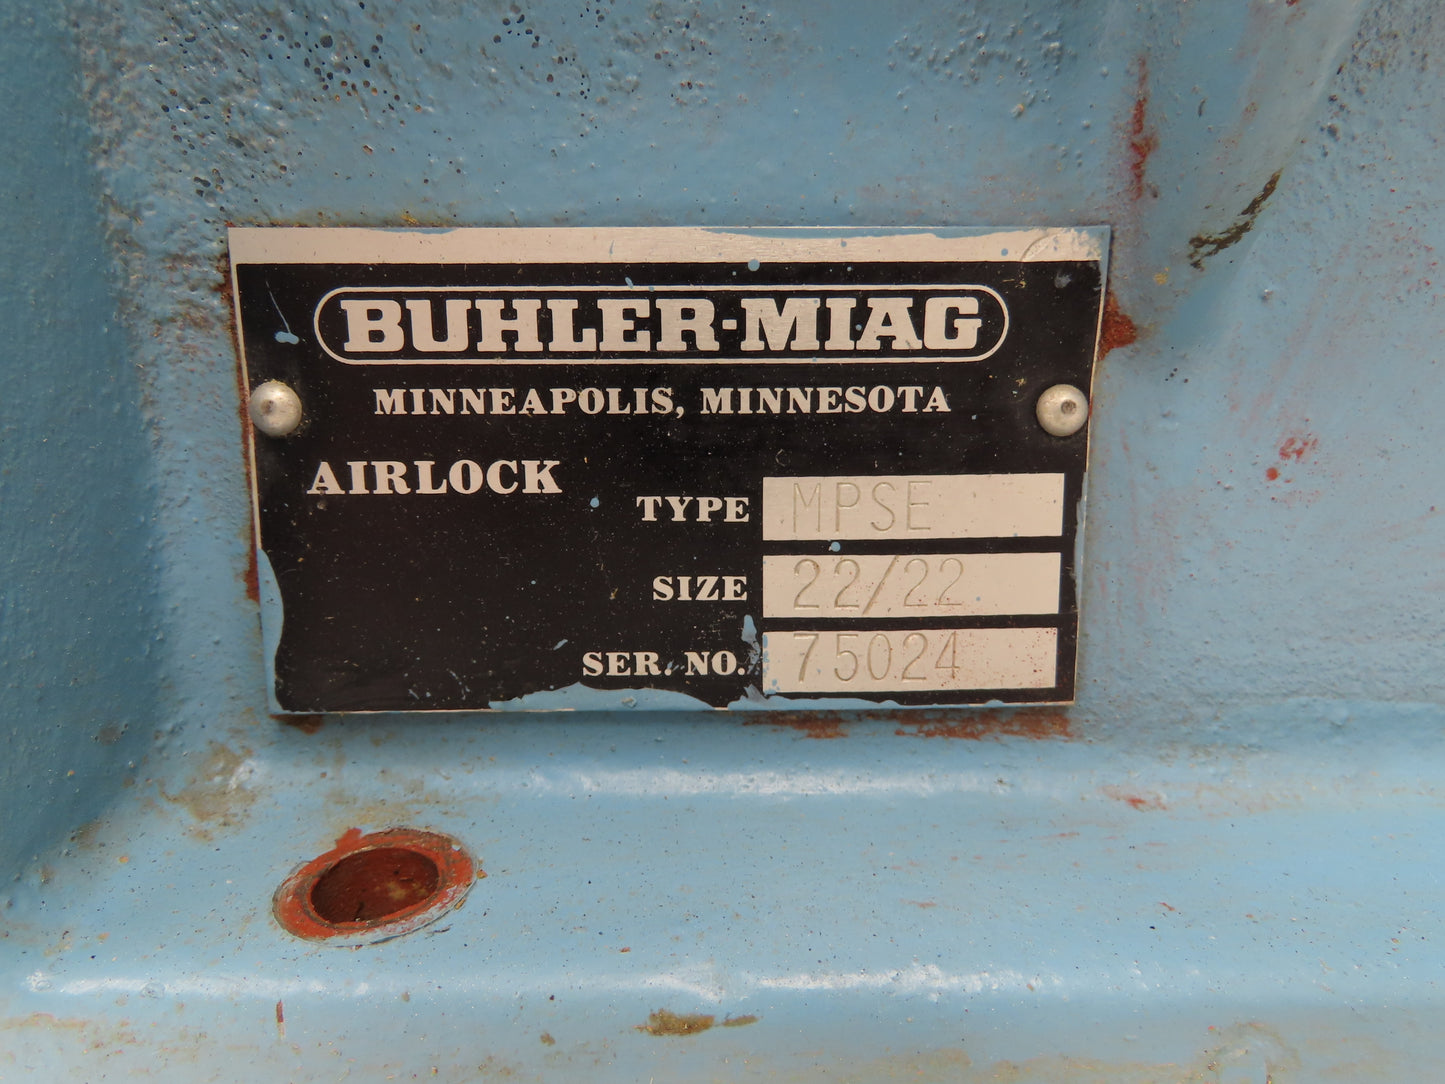 BUHLER-MIAG
MINNEAPOLIS, MINNESOTA
AIRLOCK
TYPE MPSE
SIZE 22/22
SER. NO. 75024